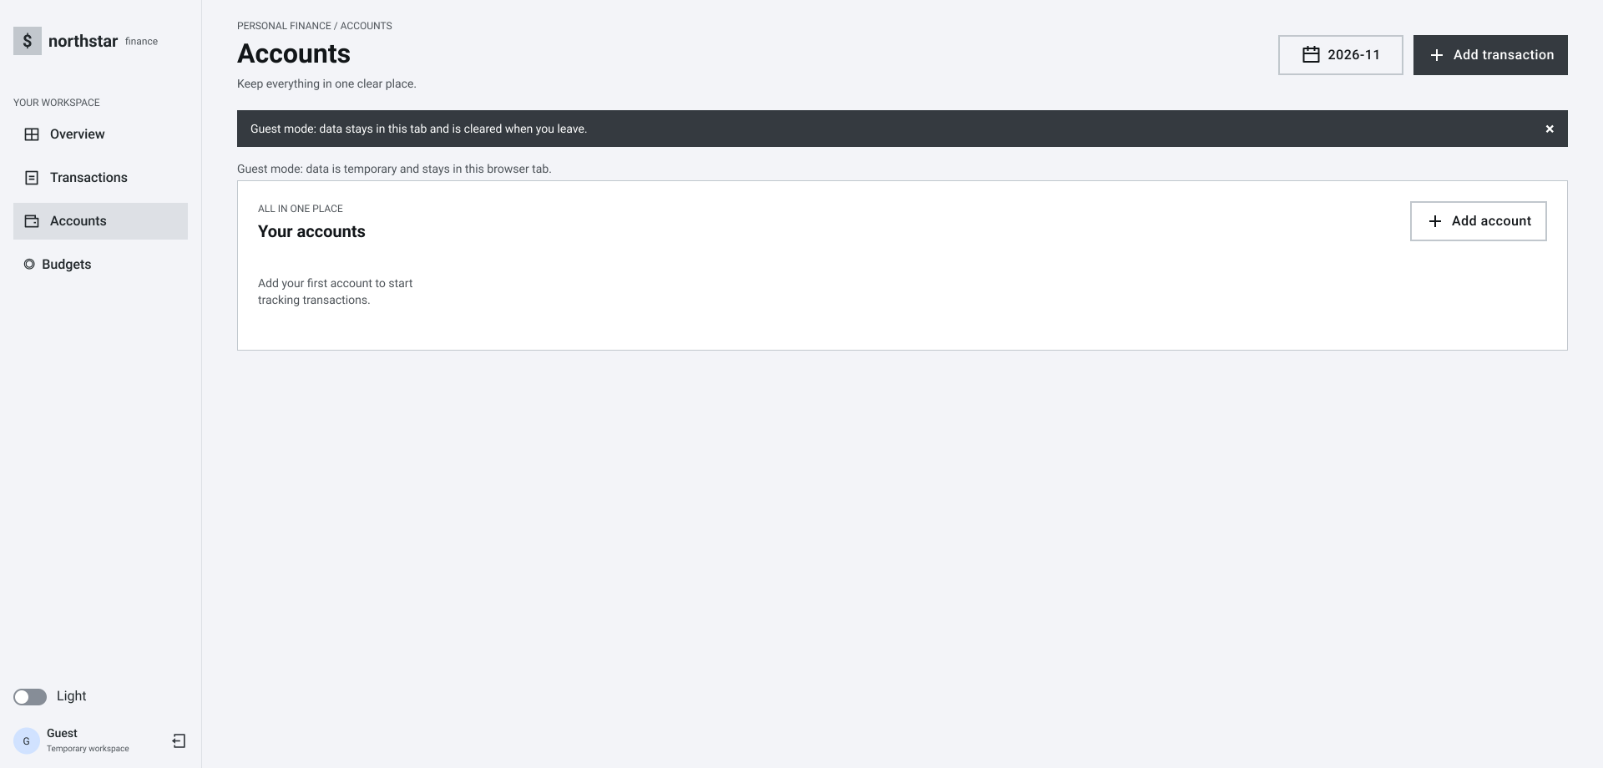 $ northstar finance
YOUR WORKSPACE
Overview
Transactions
Accounts
Budgets
Light
G
Guest
Temporary workspace
PERSONAL FINANCE / ACCOUNTS
Accounts
Keep everything in one clear place.
2026-11
Add transaction
Guest mode: data stays in this tab and is cleared when you leave.
Guest mode: data is temporary and stays in this browser tab.
ALL IN ONE PLACE
Your accounts
Add account
Add your first account to start
tracking transactions.